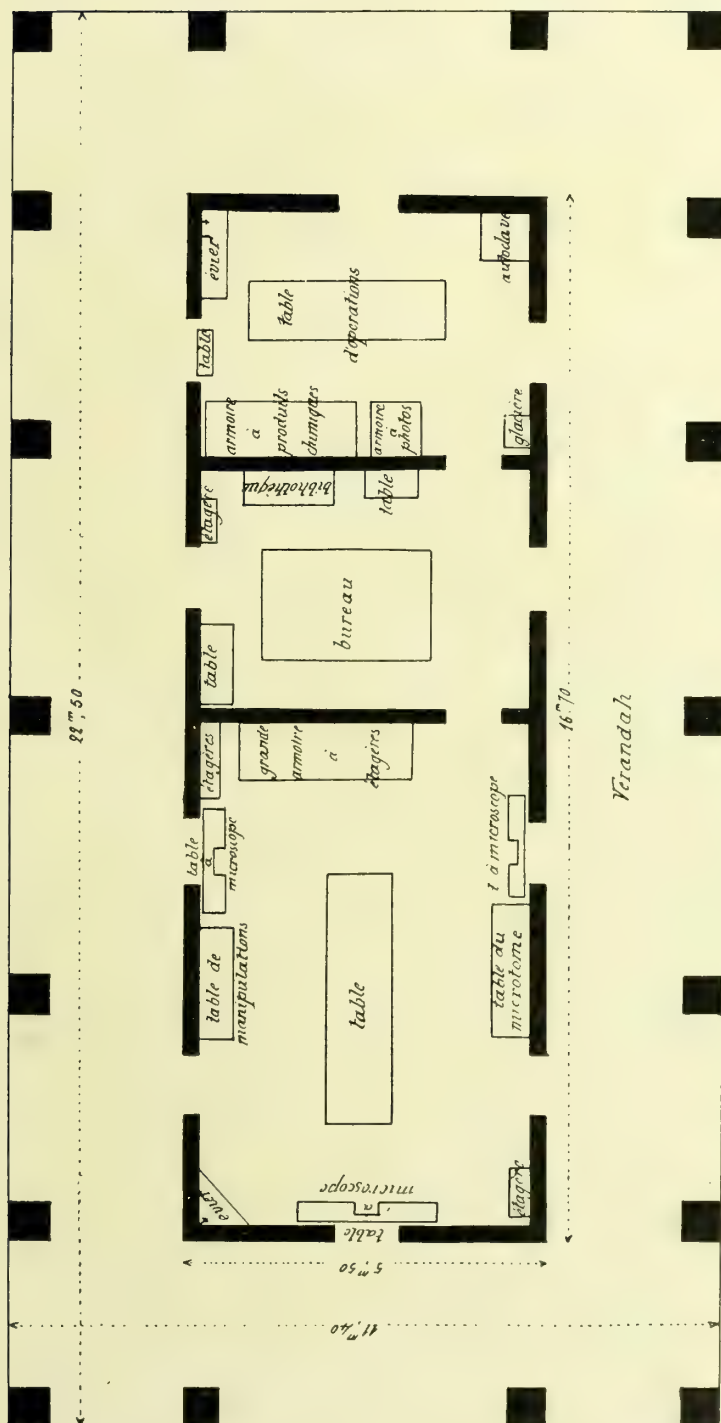 22m,50
évier
table
table
d'opérations
autoclave
armoire
à
produits
chimiques
armoire
à
photos
glacière
étagère
bibliothèque
table
table
bureau
étagères
grande
armoire
à
étagères
table
à
microscope
t à microscope
table de
manipulations
table
table du
microtome
évier
table
à
microscope
étagère
16m70
Verandah
5m,50
11m,40